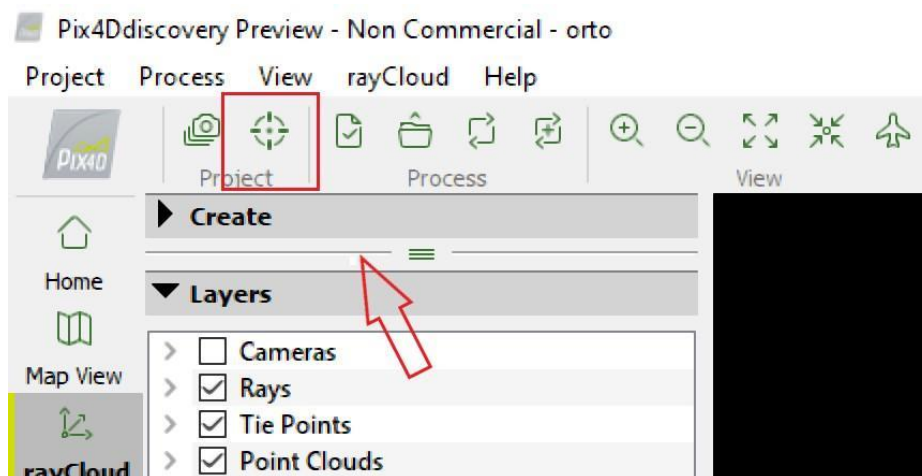 Pix4Ddiscovery Preview - Non Commercial - orto
Project Process View rayCloud Help
PIX4D
Project Process View
Create
Home
Layers
Map View
Cameras
Rays
Tie Points
rayCloud
Point Clouds